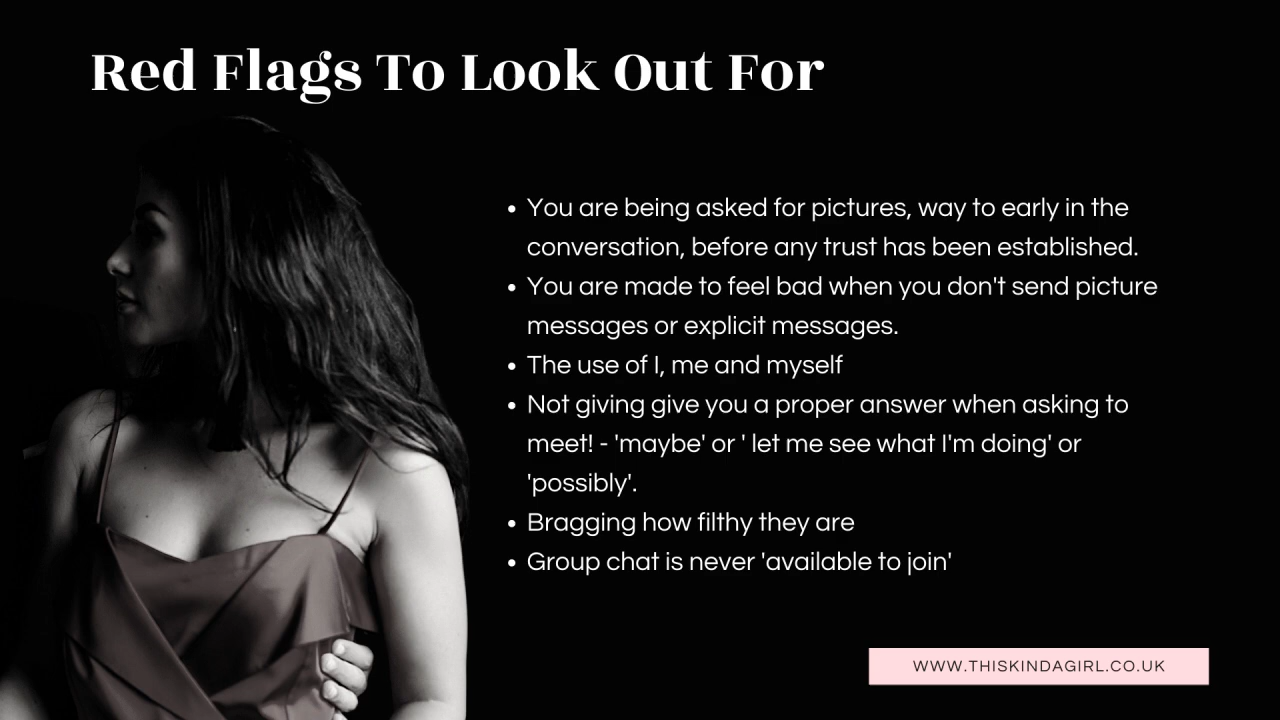 Red Flags To Look Out For
• You are being asked for pictures, way to early in the
conversation, before any trust has been established.
• You are made to feel bad when you don't send picture
messages or explicit messages.
• The use of I, me and myself
• Not giving give you a proper answer when asking to
meet! - 'maybe' or ' let me see what I'm doing' or
'possibly'.
• Bragging how filthy they are
• Group chat is never 'available to join'
WWW.THISKINDAGIRL.CO.UK